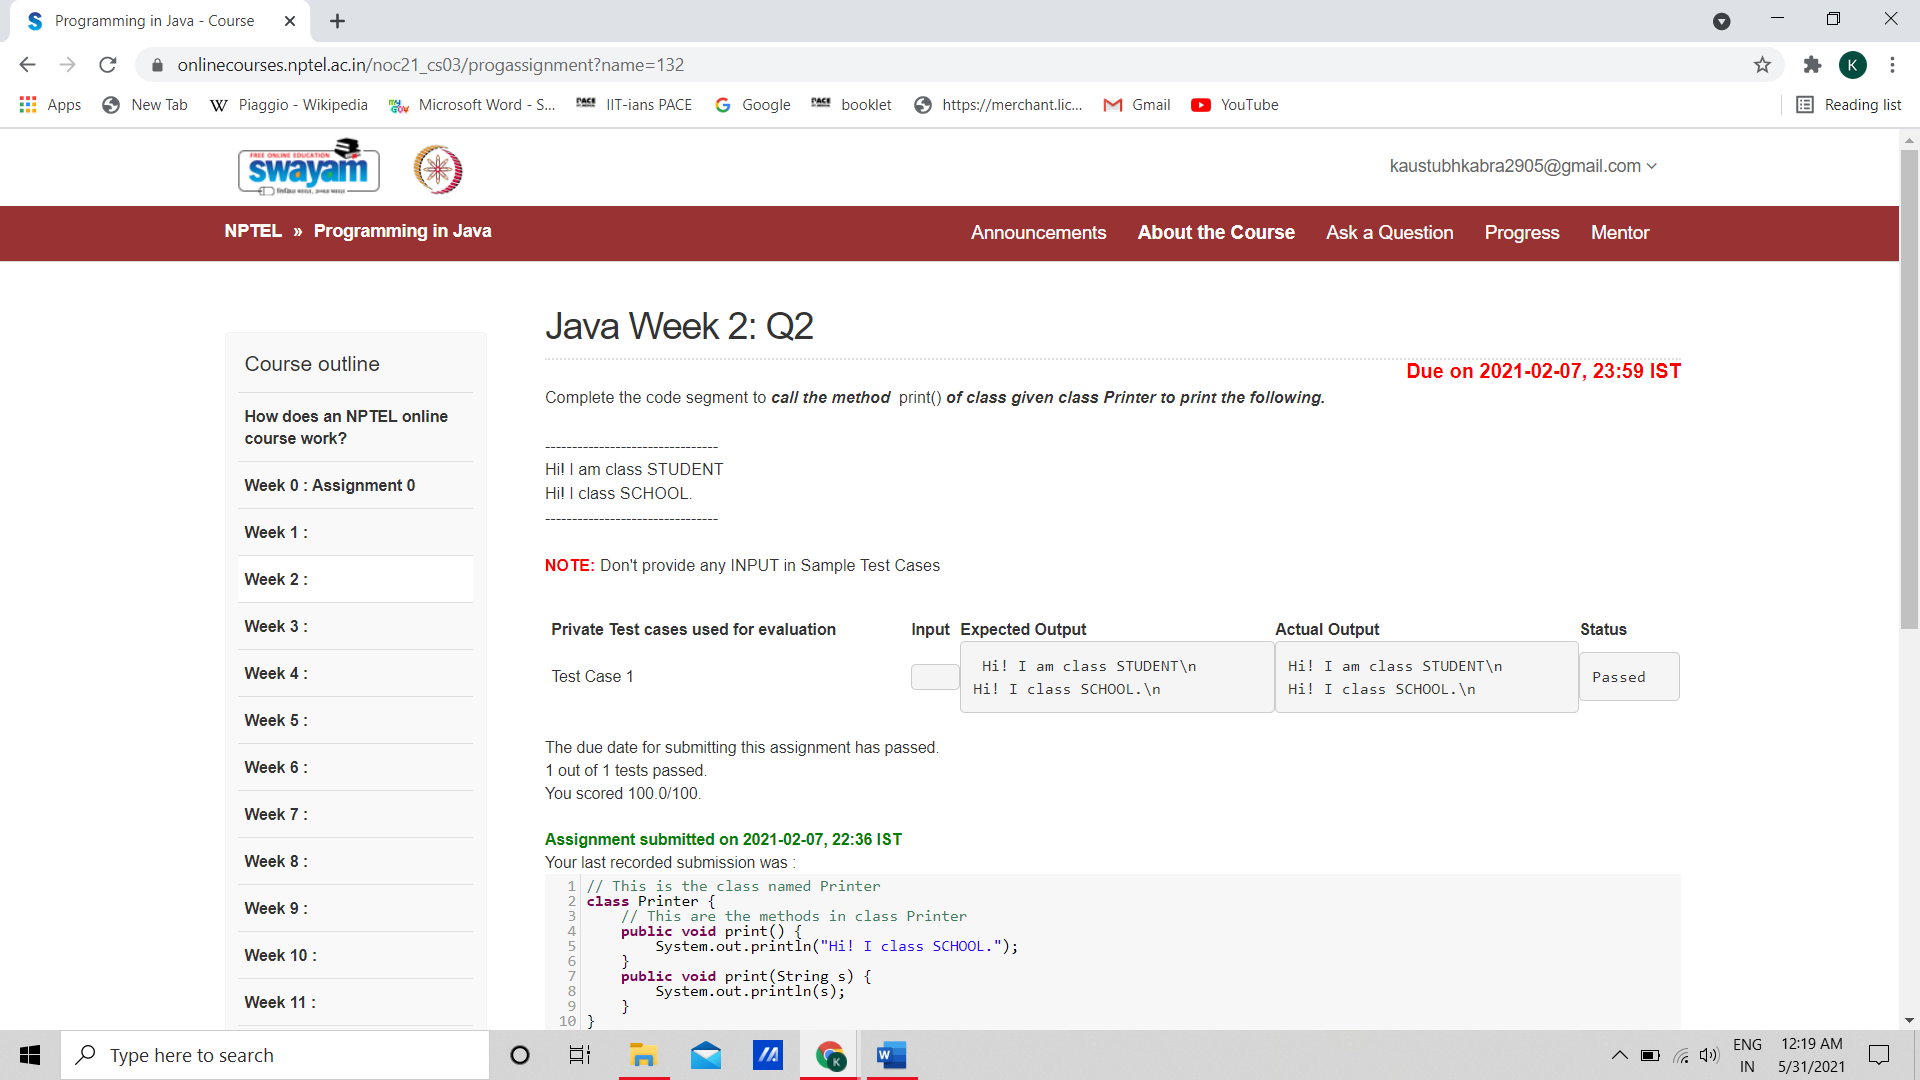 Programming in Java - Course
onlinecourses.nptel.ac.in/noc21_cs03/progassignment?name=132
K
Apps
New Tab
W Piaggio - Wikipedia
Microsoft Word - S...
PACE IIT-ians PACE
G Google
PACE booklet
https://merchant.lic...
Gmail
YouTube
Reading list
FREE ONLINE EDUCATION
swayam
kaustubhkabra2905@gmail.com
NPTEL » Programming in Java
Announcements
About the Course
Ask a Question
Progress
Mentor
Course outline
How does an NPTEL online
course work?
Week 0 : Assignment 0
Week 1 :
Week 2 :
Week 3 :
Week 4 :
Week 5 :
Week 6 :
Week 7 :
Week 8 :
Week 9 :
Week 10 :
Week 11 :
Java Week 2: Q2
Due on 2021-02-07, 23:59 IST
Complete the code segment to call the method print() of class given class Printer to print the following.
--------------------------------
Hi! I am class STUDENT
Hi! I class SCHOOL.
--------------------------------
NOTE: Don't provide any INPUT in Sample Test Cases
Private Test cases used for evaluation Input Expected Output Actual Output Status
Test Case 1
Hi! I am class STUDENT\n
Hi! I class SCHOOL.\n
Hi! I am class STUDENT\n
Hi! I class SCHOOL.\n
Passed
The due date for submitting this assignment has passed.
1 out of 1 tests passed.
You scored 100.0/100.
Assignment submitted on 2021-02-07, 22:36 IST
Your last recorded submission was :
1 // This is the class named Printer
2 class Printer {
3 // This are the methods in class Printer
4 public void print() {
5 System.out.println("Hi! I class SCHOOL.");
6 }
7 public void print(String s) {
8 System.out.println(s);
9 }
10 }
Type here to search
K
W
ENG
IN
12:19 AM
5/31/2021